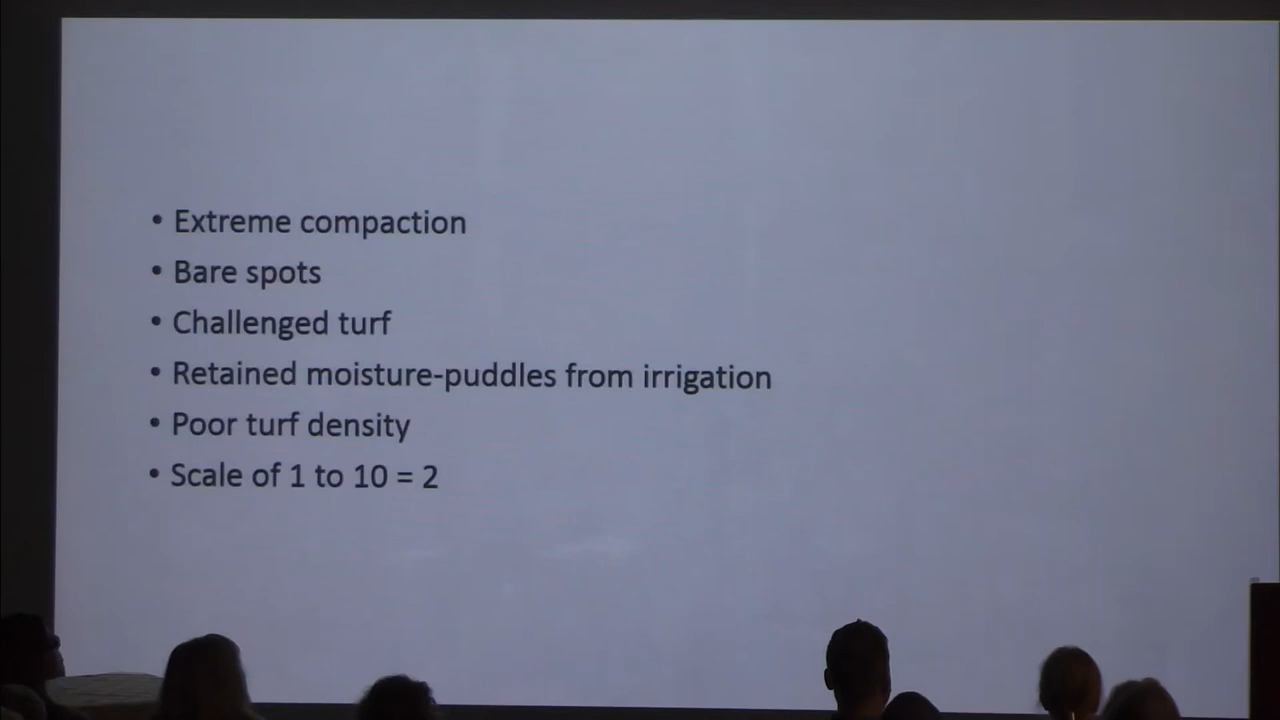 • Extreme compaction
• Bare spots
• Challenged turf
• Retained moisture-puddles from irrigation
• Poor turf density
• Scale of 1 to 10 = 2